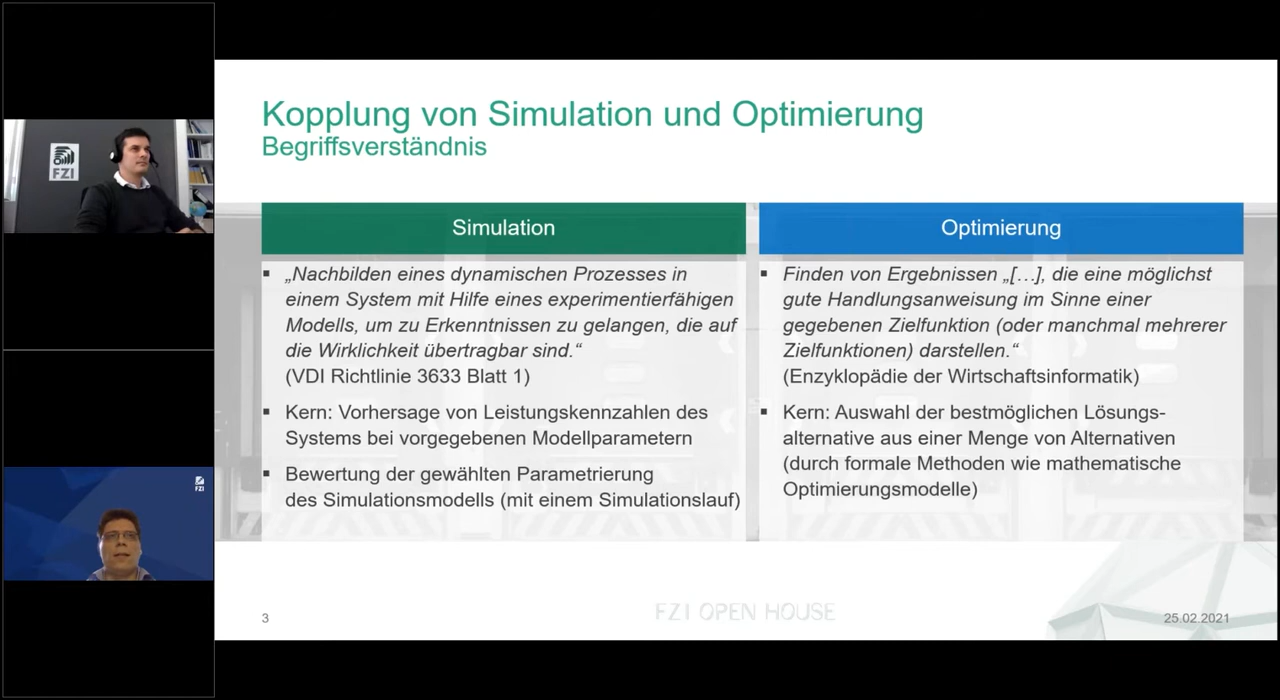 FZI
FZI
Kopplung von Simulation und Optimierung
Begriffsverständnis
Simulation
▪ „Nachbilden eines dynamischen Prozesses in
einem System mit Hilfe eines experimentierfähigen
Modells, um zu Erkenntnissen zu gelangen, die auf
die Wirklichkeit übertragbar sind.“
(VDI Richtlinie 3633 Blatt 1)
▪ Kern: Vorhersage von Leistungskennzahlen des
Systems bei vorgegebenen Modellparametern
▪ Bewertung der gewählten Parametrierung
des Simulationsmodells (mit einem Simulationslauf)
Optimierung
▪ Finden von Ergebnissen „[…], die eine möglichst
gute Handlungsanweisung im Sinne einer
gegebenen Zielfunktion (oder manchmal mehrerer
Zielfunktionen) darstellen.“
(Enzyklopädie der Wirtschaftsinformatik)
▪ Kern: Auswahl der bestmöglichen Lösungs-
alternative aus einer Menge von Alternativen
(durch formale Methoden wie mathematische
Optimierungsmodelle)
3
FZI OPEN HOUSE
25.02.2021